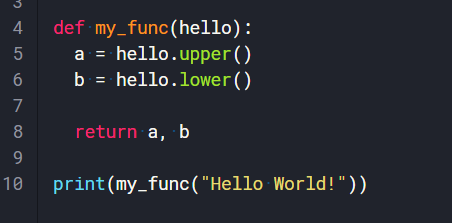 3
4 def my_func(hello):
5   a = hello.upper()
6   b = hello.lower()
7
8   return a, b
9
10 print(my_func("Hello World!"))